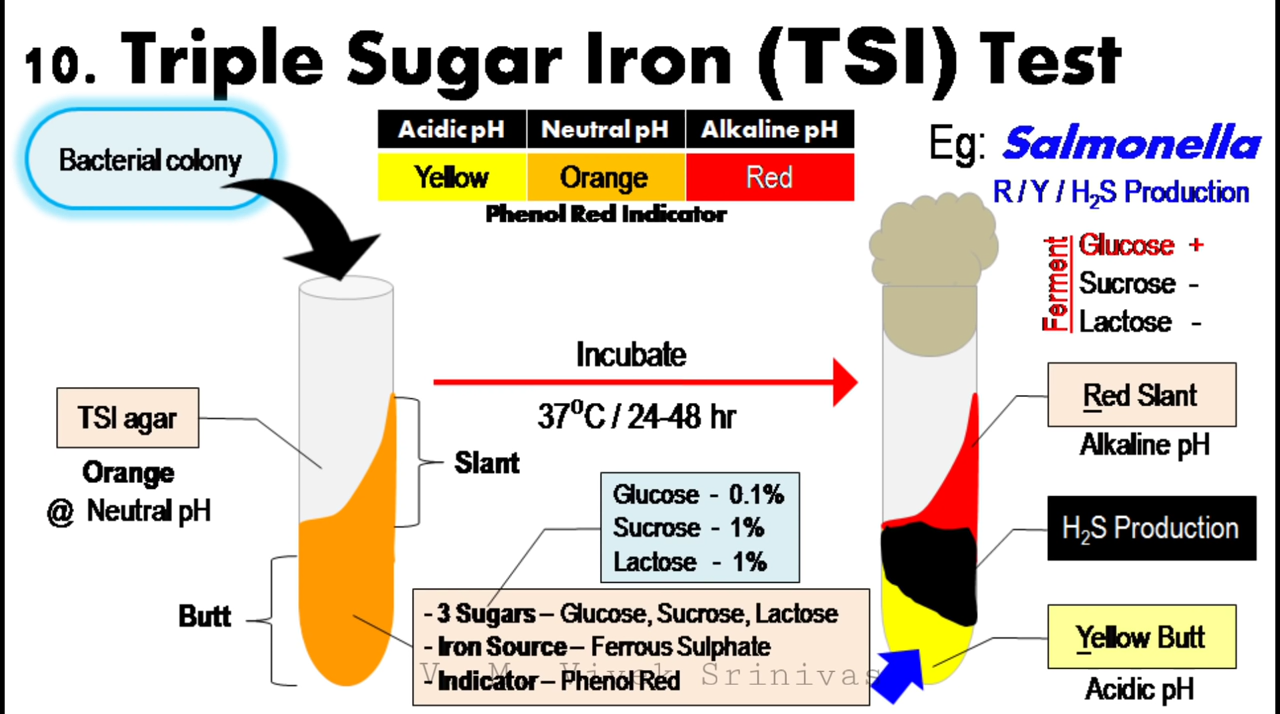 10. Triple Sugar Iron (TSI) Test
Bacterial colony
Acidic pH Neutral pH Alkaline pH
Yellow Orange Red
Phenol Red Indicator
Eg: Salmonella
R / Y / H₂S Production
Ferment
Glucose +
Sucrose -
Lactose -
Incubate
37⁰C / 24-48 hr
TSI agar
Orange
@ Neutral pH
Slant
Butt
Glucose - 0.1%
Sucrose - 1%
Lactose - 1%
- 3 Sugars – Glucose, Sucrose, Lactose
- Iron Source – Ferrous Sulphate
- Indicator – Phenol Red
V. M. Vivek Srinivas
Red Slant
Alkaline pH
H₂S Production
Yellow Butt
Acidic pH